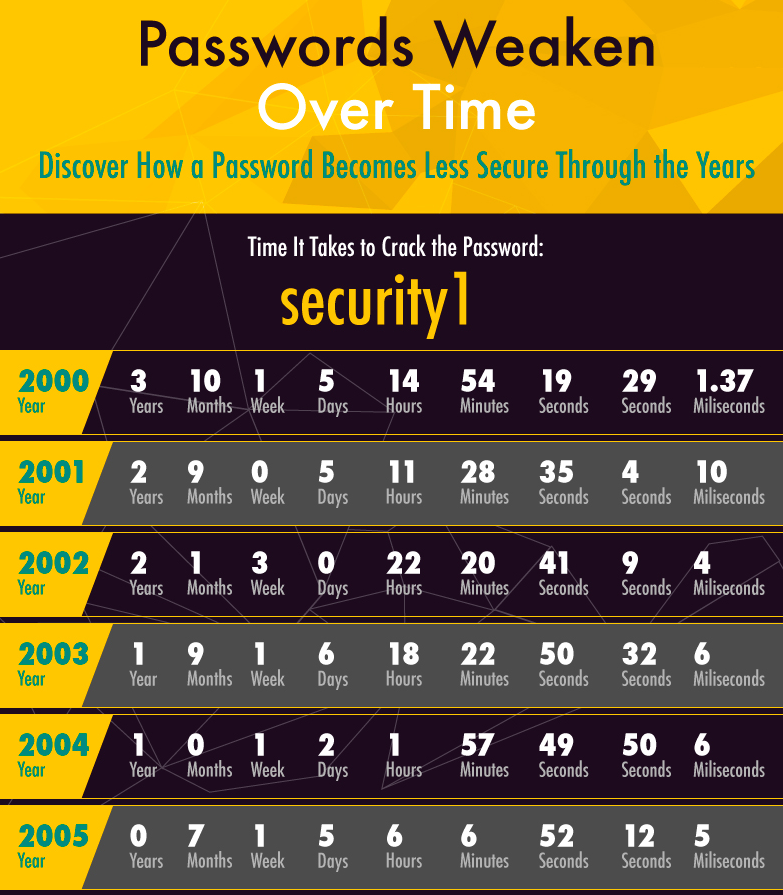 Passwords Weaken
Over Time
Discover How a Password Becomes Less Secure Through the Years
Time It Takes to Crack the Password:
security1
2000 3 10 1 5 14 54 19 29 1.37
Year Years Months Week Days Hours Minutes Seconds Seconds Miliseconds
2001 2 9 0 5 11 28 35 4 10
Year Years Months Week Days Hours Minutes Seconds Seconds Miliseconds
2002 2 1 3 0 22 20 41 9 4
Year Years Months Week Days Hours Minutes Seconds Seconds Miliseconds
2003 1 9 1 6 18 22 50 32 6
Year Year Months Week Days Hours Minutes Seconds Seconds Miliseconds
2004 1 0 1 2 1 57 49 50 6
Year Year Months Week Days Hours Minutes Seconds Seconds Miliseconds
2005 0 7 1 5 6 6 52 12 5
Year Years Months Week Days Hours Minutes Seconds Seconds Miliseconds